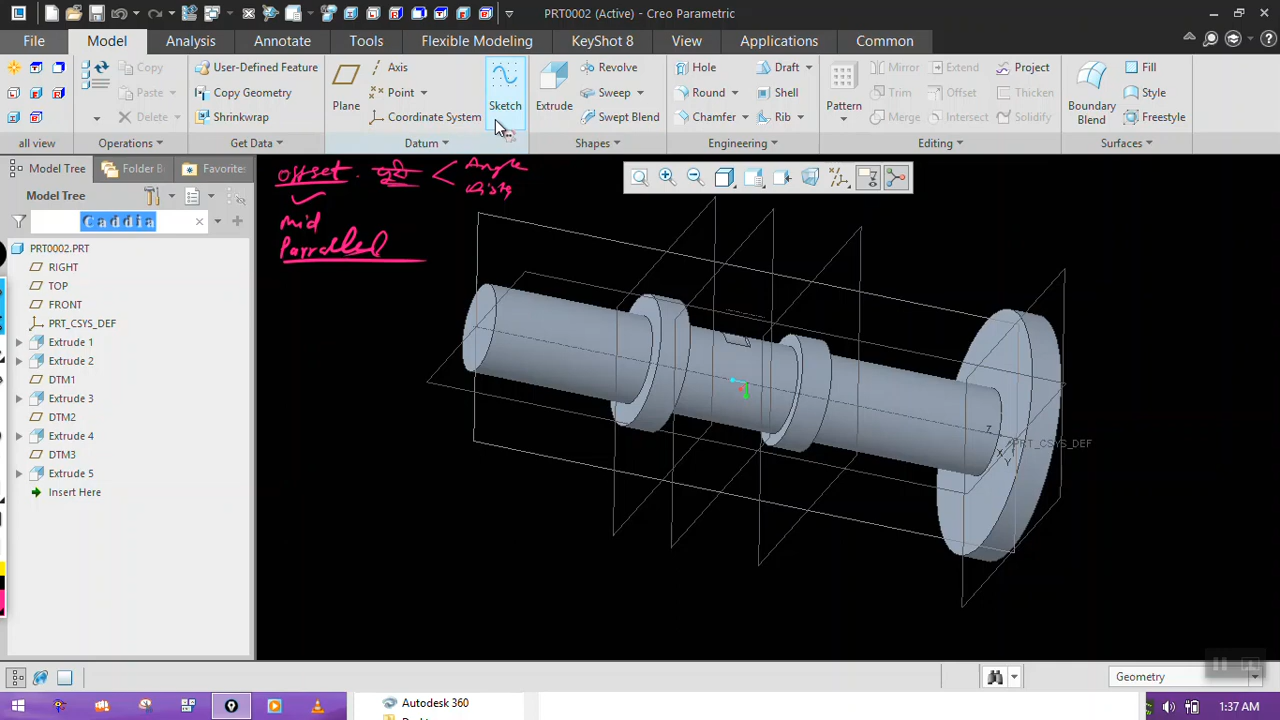 PRT0002 (Active) - Creo Parametric
File Model Analysis Annotate Tools Flexible Modeling KeyShot 8 View Applications Common
Copy
Paste
Delete
all view
Operations
User-Defined Feature
Copy Geometry
Shrinkwrap
Get Data
Plane
Axis
Point
Coordinate System
Sketch
Datum
Extrude
Revolve
Sweep
Swept Blend
Shapes
Hole
Round
Chamfer
Draft
Shell
Rib
Engineering
Pattern
Mirror
Trim
Merge
Extend
Offset
Intersect
Project
Thicken
Solidify
Editing
Boundary
Blend
Fill
Style
Freestyle
Surfaces
Model Tree Folder B Favorites
Model Tree
Caddia
PRT0002.PRT
RIGHT
TOP
FRONT
PRT_CSYS_DEF
Extrude 1
Extrude 2
DTM1
Extrude 3
DTM2
Extrude 4
DTM3
Extrude 5
Insert Here
offset.
Angle
mid
Z
X
Y
PRT_CSYS_DEF
Geometry
Autodesk 360
1:37 AM